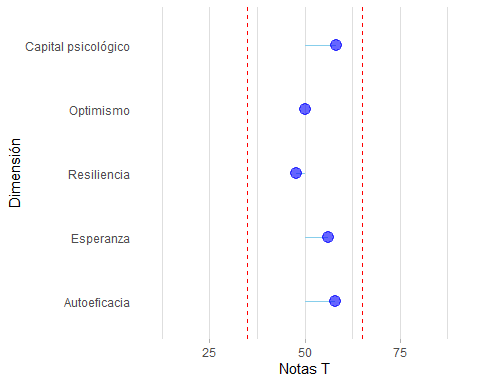 Capital psicológico
Optimismo
Resiliencia
Esperanza
Autoeficacia
Dimensión
25
50
75
Notas T